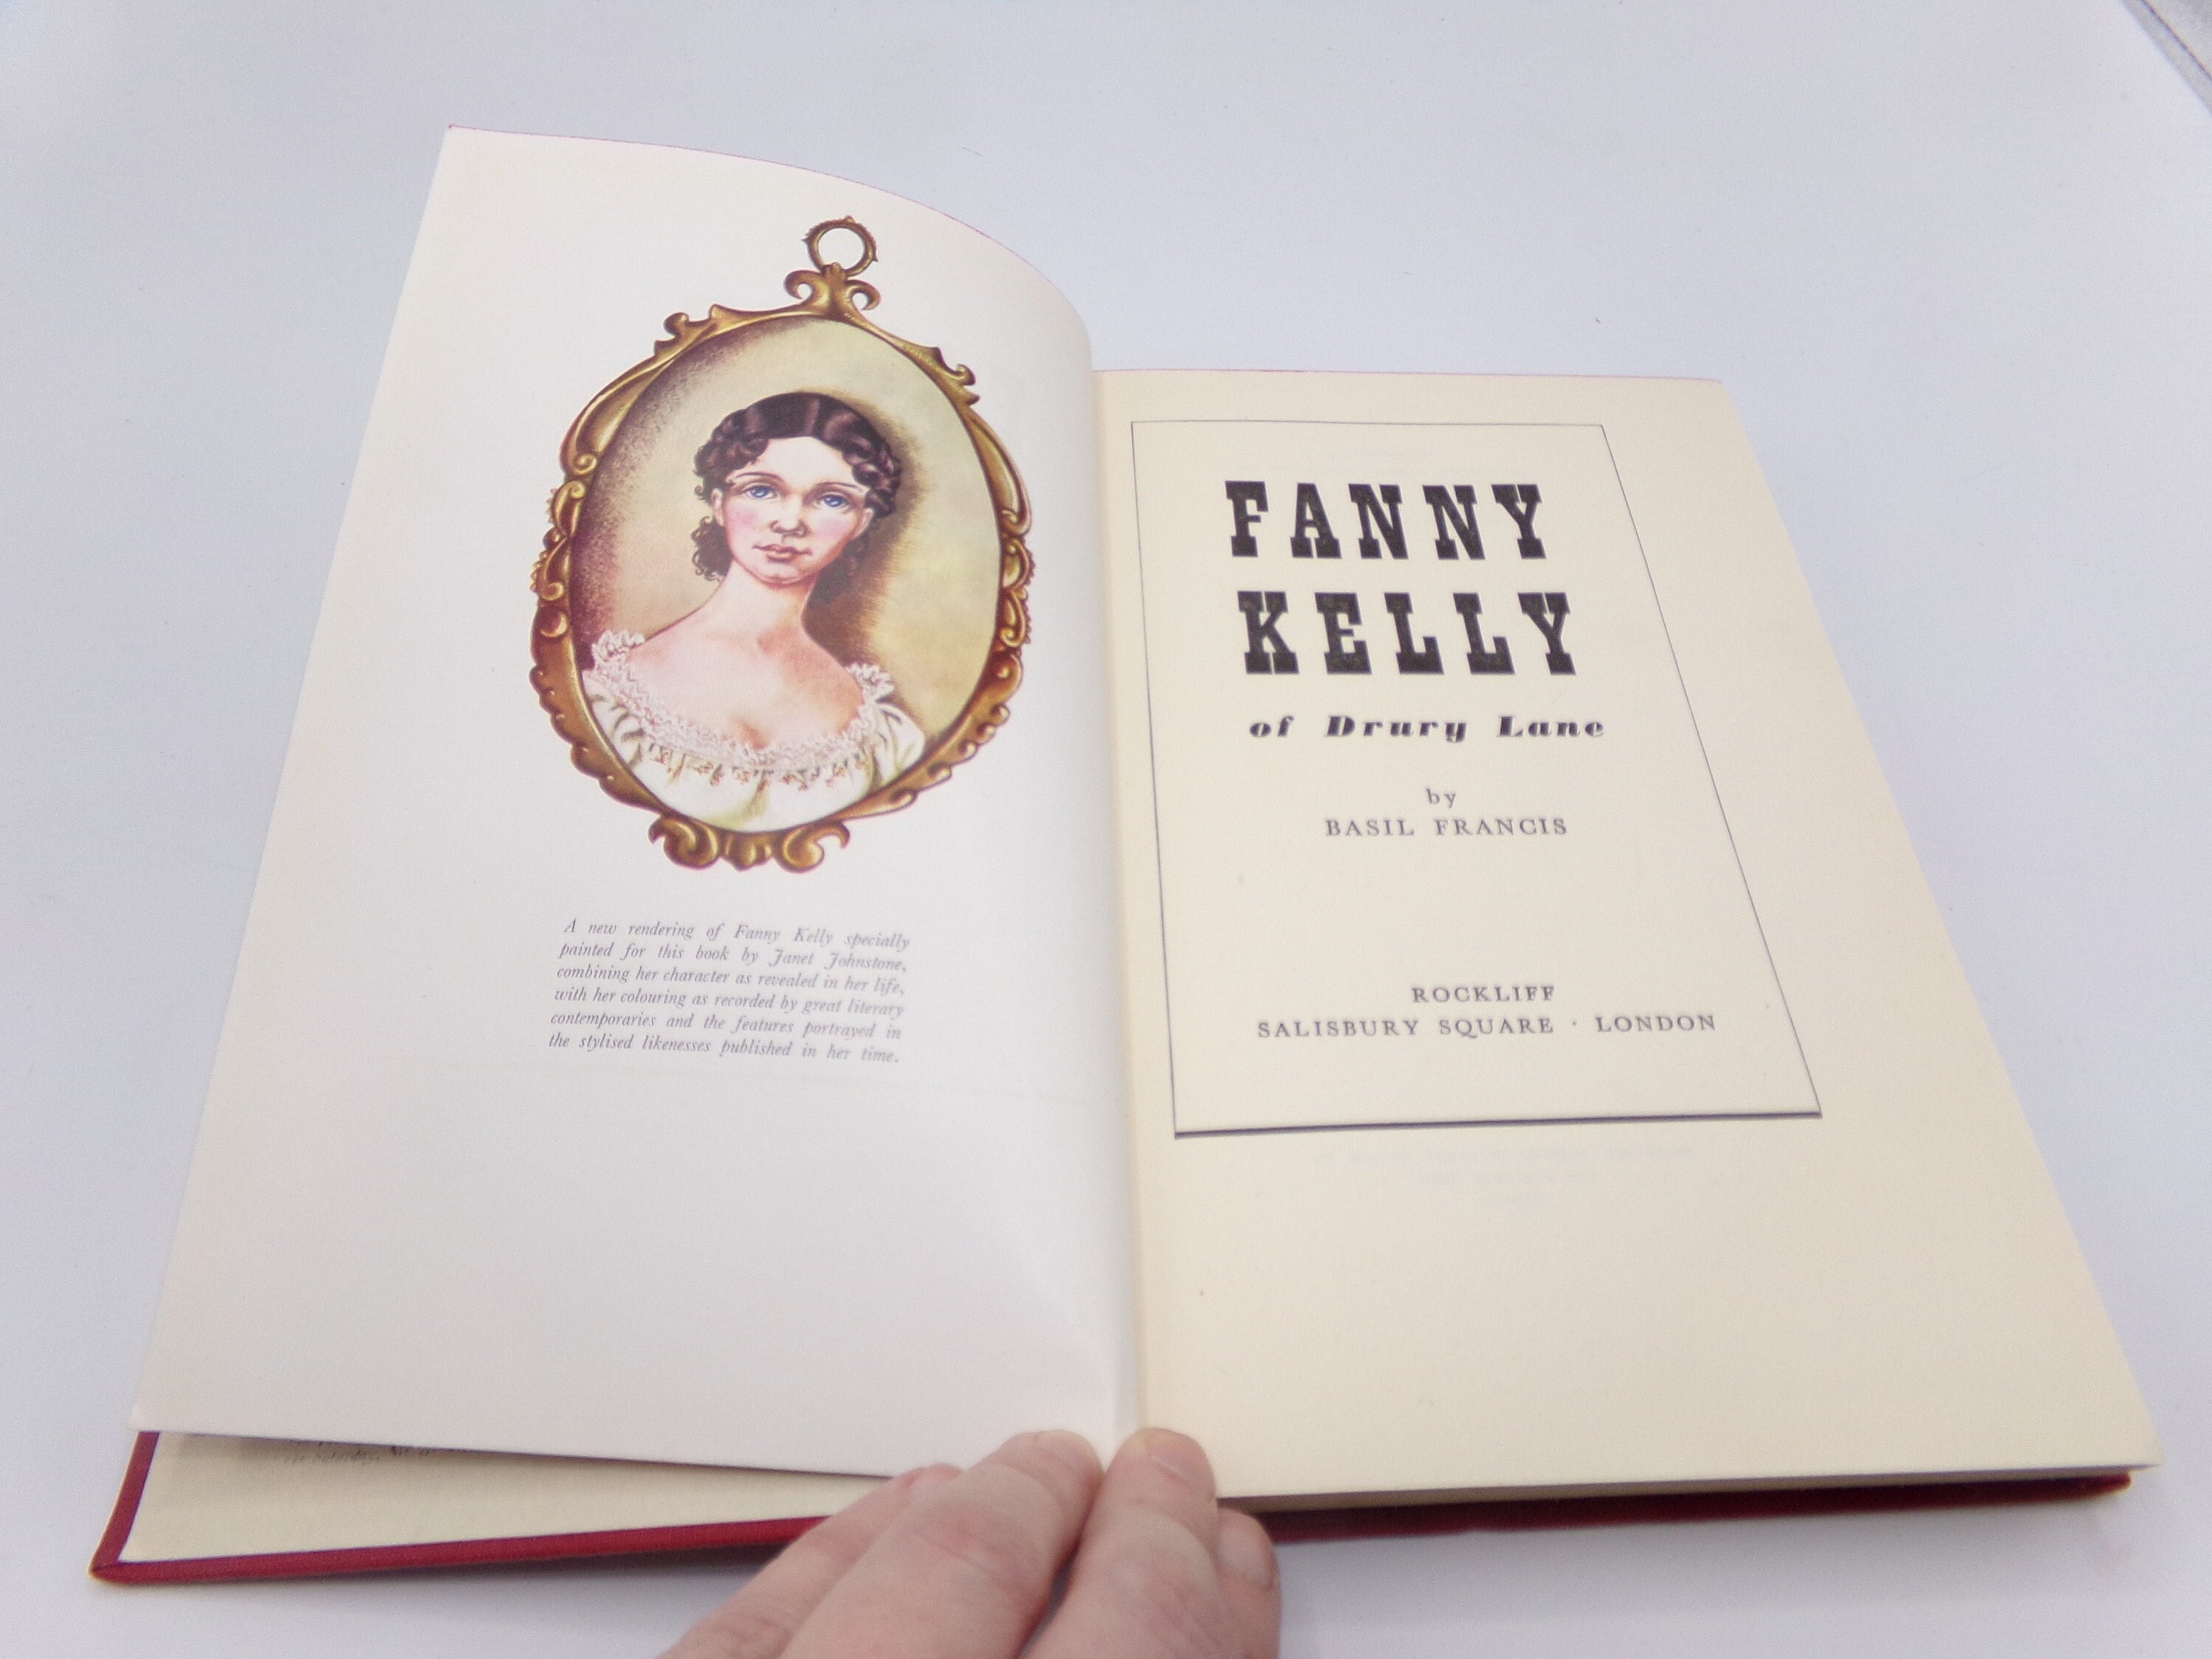 A new rendering of Fanny Kelly specially
painted for this book by Janet Johnstone,
combining her character as revealed in her life,
with her colouring as recorded by great literary
contemporaries and the features portrayed in
the stylised likenesses published in her time.
FANNY
KELLY
of Drury Lane
by
BASIL FRANCIS
ROCKLIFF
SALISBURY SQUARE · LONDON